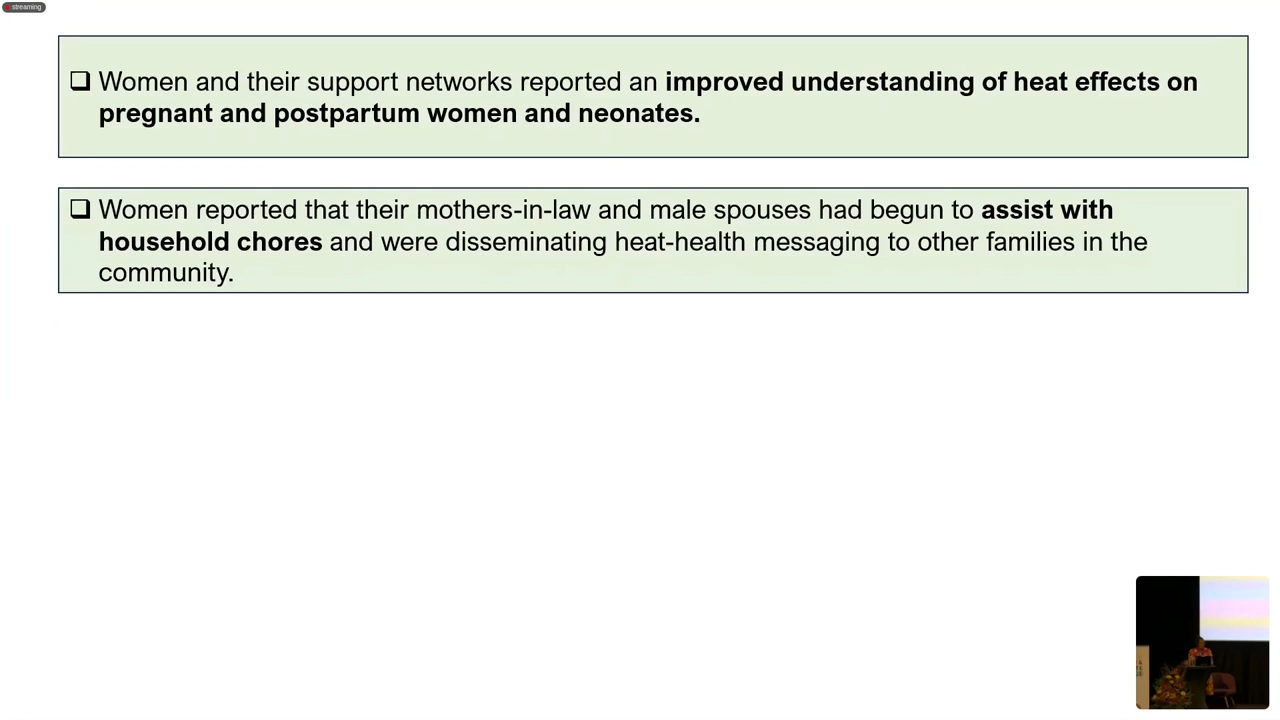 streaming
❑ Women and their support networks reported an improved understanding of heat effects on
pregnant and postpartum women and neonates.
❑ Women reported that their mothers-in-law and male spouses had begun to assist with
household chores and were disseminating heat-health messaging to other families in the
community.